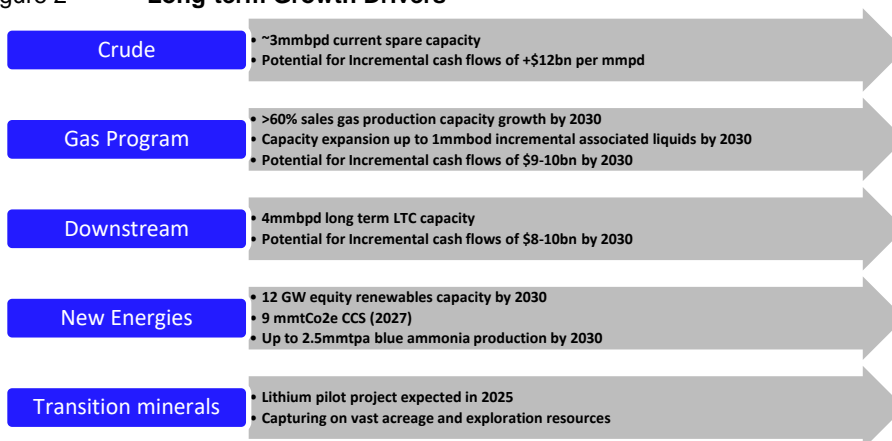 Long-term Growth Drivers
Crude
• ~3mmbpd current spare capacity
• Potential for Incremental cash flows of +$12bn per mmpd
Gas Program
• >60% sales gas production capacity growth by 2030
• Capacity expansion up to 1mmbod incremental associated liquids by 2030
• Potential for Incremental cash flows of $9-10bn by 2030
Downstream
• 4mmbpd long term LTC capacity
• Potential for Incremental cash flows of $8-10bn by 2030
New Energies
• 12 GW equity renewables capacity by 2030
• 9 mmtCo2e CCS (2027)
• Up to 2.5mmtpa blue ammonia production by 2030
Transition minerals
• Lithium pilot project expected in 2025
• Capturing on vast acreage and exploration resources